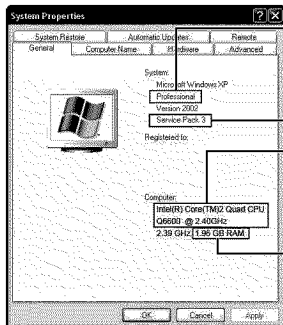 System Properties
System Restore Automatic Updates Remote
General Computer Name Hardware Advanced
System:
Microsoft Windows XP
Professional
Version 2002
Service Pack 3
Registered to:
Computer:
Intel(R) Core(TM)2 Quad CPU
Q6600 @ 2.40GHz
2.39 GHz, 1.95 GB RAM
OK Cancel Apply